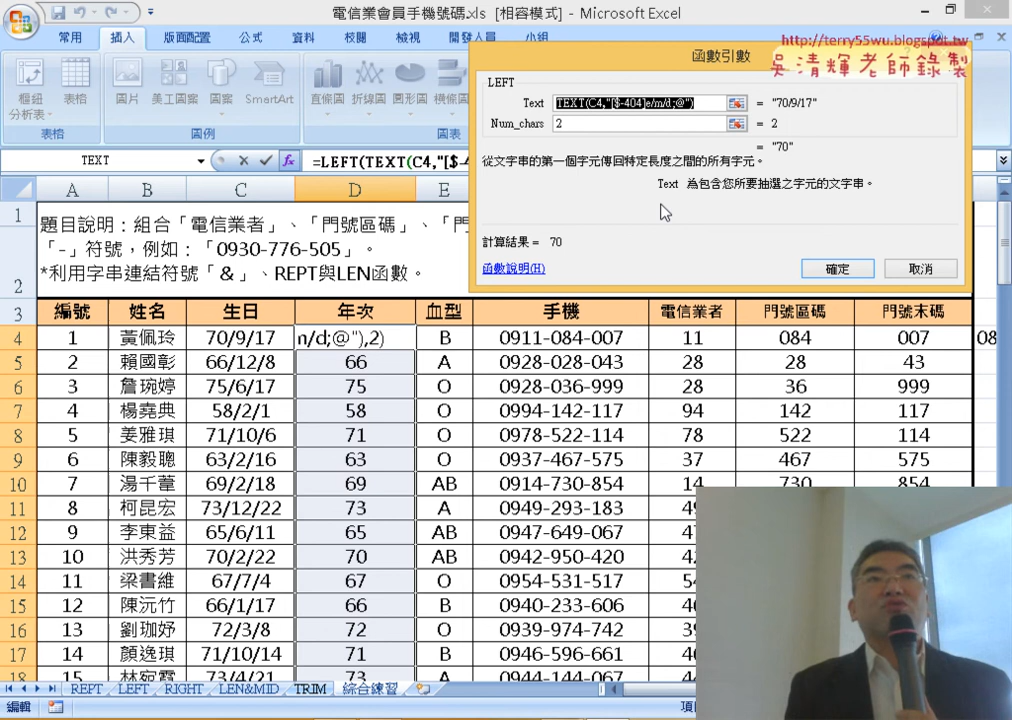 電信業會員手機號碼.xls [相容模式] - Microsoft Excel
常用 插入 版面配置 公式 資料 校閱 檢視 開發人員 小組
http://terry55wu.blogspot.tw
吳清輝老師錄製
樞紐分析表 表格 圖片 美工圖案 圖案 SmartArt 直條圖 折線圖 圓形圖 橫條圖
表格 圖例 圖表
函數引數
LEFT
Text TEXT(C4,"[$-404]e/m/d;@") = "70/9/17"
Num_chars 2 = 2
= "70"
從文字串的第一個字元傳回特定長度之間的所有字元。
Text 為包含您所要抽選之字元的文字串。
計算結果 = 70
函數說明(H) 確定 取消
TEXT =LEFT(TEXT(C4,"[$-4
A B C D E
1 題目說明：組合「電信業者」、「門號區碼」、「門
「-」符號，例如：「0930-776-505」。
2 *利用字串連結符號「&」、REPT與LEN函數。
3 編號 姓名 生日 年次 血型 手機 電信業者 門號區碼 門號末碼
4 1 黃佩玲 70/9/17 n/d;@"),2) B 0911-084-007 11 084 007 08
5 2 賴國彰 66/12/8 66 A 0928-028-043 28 28 43
6 3 詹琬婷 75/6/17 75 O 0928-036-999 28 36 999
7 4 楊堯典 58/2/1 58 O 0994-142-117 94 142 117
8 5 姜雅琪 71/10/6 71 O 0978-522-114 78 522 114
9 6 陳毅聰 63/2/16 63 O 0937-467-575 37 467 575
10 7 湯千葦 69/2/18 69 AB 0914-730-854 14 730 854
11 8 柯昆宏 73/12/22 73 A 0949-293-183
12 9 李東益 65/6/11 65 AB 0947-649-067
13 10 洪秀芳 70/2/22 70 AB 0942-950-420
14 11 梁書維 67/7/4 67 O 0954-531-517
15 12 陳沅竹 66/1/17 66 B 0940-233-606
16 13 劉珈妤 72/3/8 72 O 0939-974-742
17 14 顏逸琪 71/10/14 71 B 0946-596-661
18 15 林宛霈 73/4/21 73 A 0944-144-067
REPT LEFT RIGHT LEN&MID TRIM 綜合練習
編輯